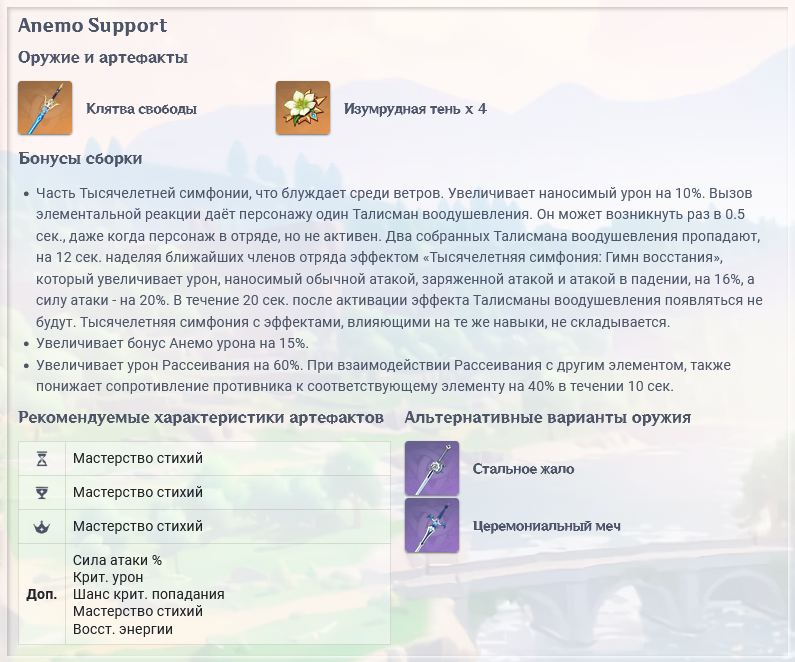 Anemo Support
Оружие и артефакты
Клятва свободы
Изумрудная тень x 4
Бонусы сборки
• Часть Тысячелетней симфонии, что блуждает среди ветров. Увеличивает наносимый урон на 10%. Вызов
элементальной реакции даёт персонажу один Талисман воодушевления. Он может возникнуть раз в 0.5
сек., даже когда персонаж в отряде, но не активен. Два собранных Талисмана воодушевления пропадают,
на 12 сек. наделяя ближайших членов отряда эффектом «Тысячелетняя симфония: Гимн восстания»,
который увеличивает урон, наносимый обычной атакой, заряженной атакой и атакой в падении, на 16%, а
силу атаки - на 20%. В течение 20 сек. после активации эффекта Талисманы воодушевления появляться не
будут. Тысячелетняя симфония с эффектами, влияющими на те же навыки, не складывается.
• Увеличивает бонус Анемо урона на 15%.
• Увеличивает урон Рассеивания на 60%. При взаимодействии Рассеивания с другим элементом, также
понижает сопротивление противника к соответствующему элементу на 40% в течении 10 сек.
Рекомендуемые характеристики артефактов
Мастерство стихий
Мастерство стихий
Мастерство стихий
Доп.
Сила атаки %
Крит. урон
Шанс крит. попадания
Мастерство стихий
Восст. энергии
Альтернативные варианты оружия
Стальное жало
Церемониальный меч